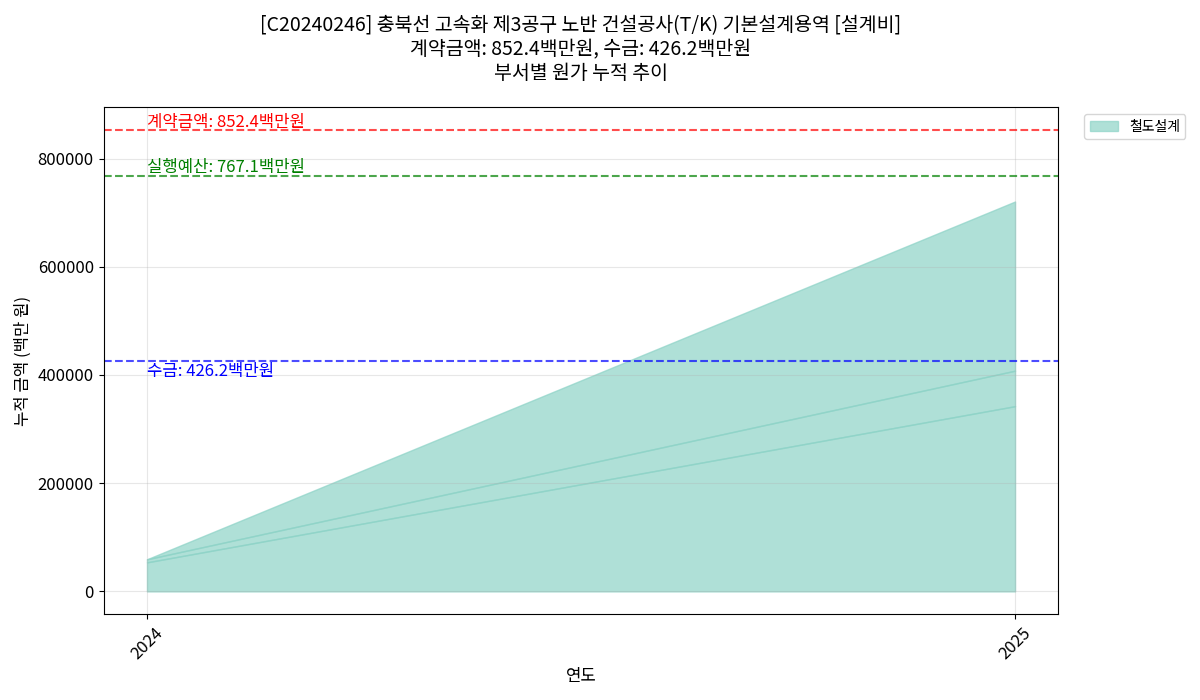 [C20240246] 충북선 고속화 제3공구 노반 건설공사(T/K) 기본설계용역 [설계비]
계약금액: 852.4백만원, 수금: 426.2백만원
부서별 원가 누적 추이
계약금액: 852.4백만원
철도설계
800000
실행예산: 767.1백만원
600000
400000
수금: 426.2백만원
200000
0
누적 금액 (백만 원)
2024
2025
연도